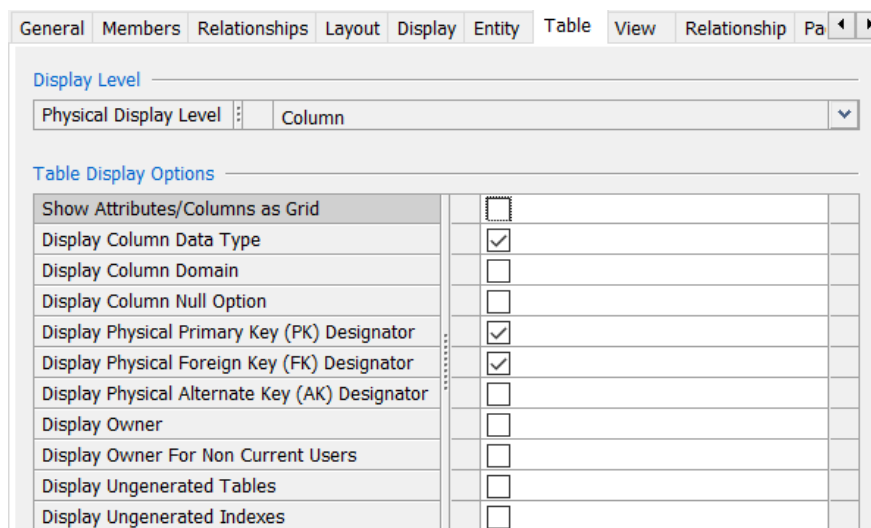 General Members Relationships Layout Display Entity Table View Relationship Pa
Display Level
Physical Display Level Column
Table Display Options
Show Attributes/Columns as Grid
Display Column Data Type
Display Column Domain
Display Column Null Option
Display Physical Primary Key (PK) Designator
Display Physical Foreign Key (FK) Designator
Display Physical Alternate Key (AK) Designator
Display Owner
Display Owner For Non Current Users
Display Ungenerated Tables
Display Ungenerated Indexes